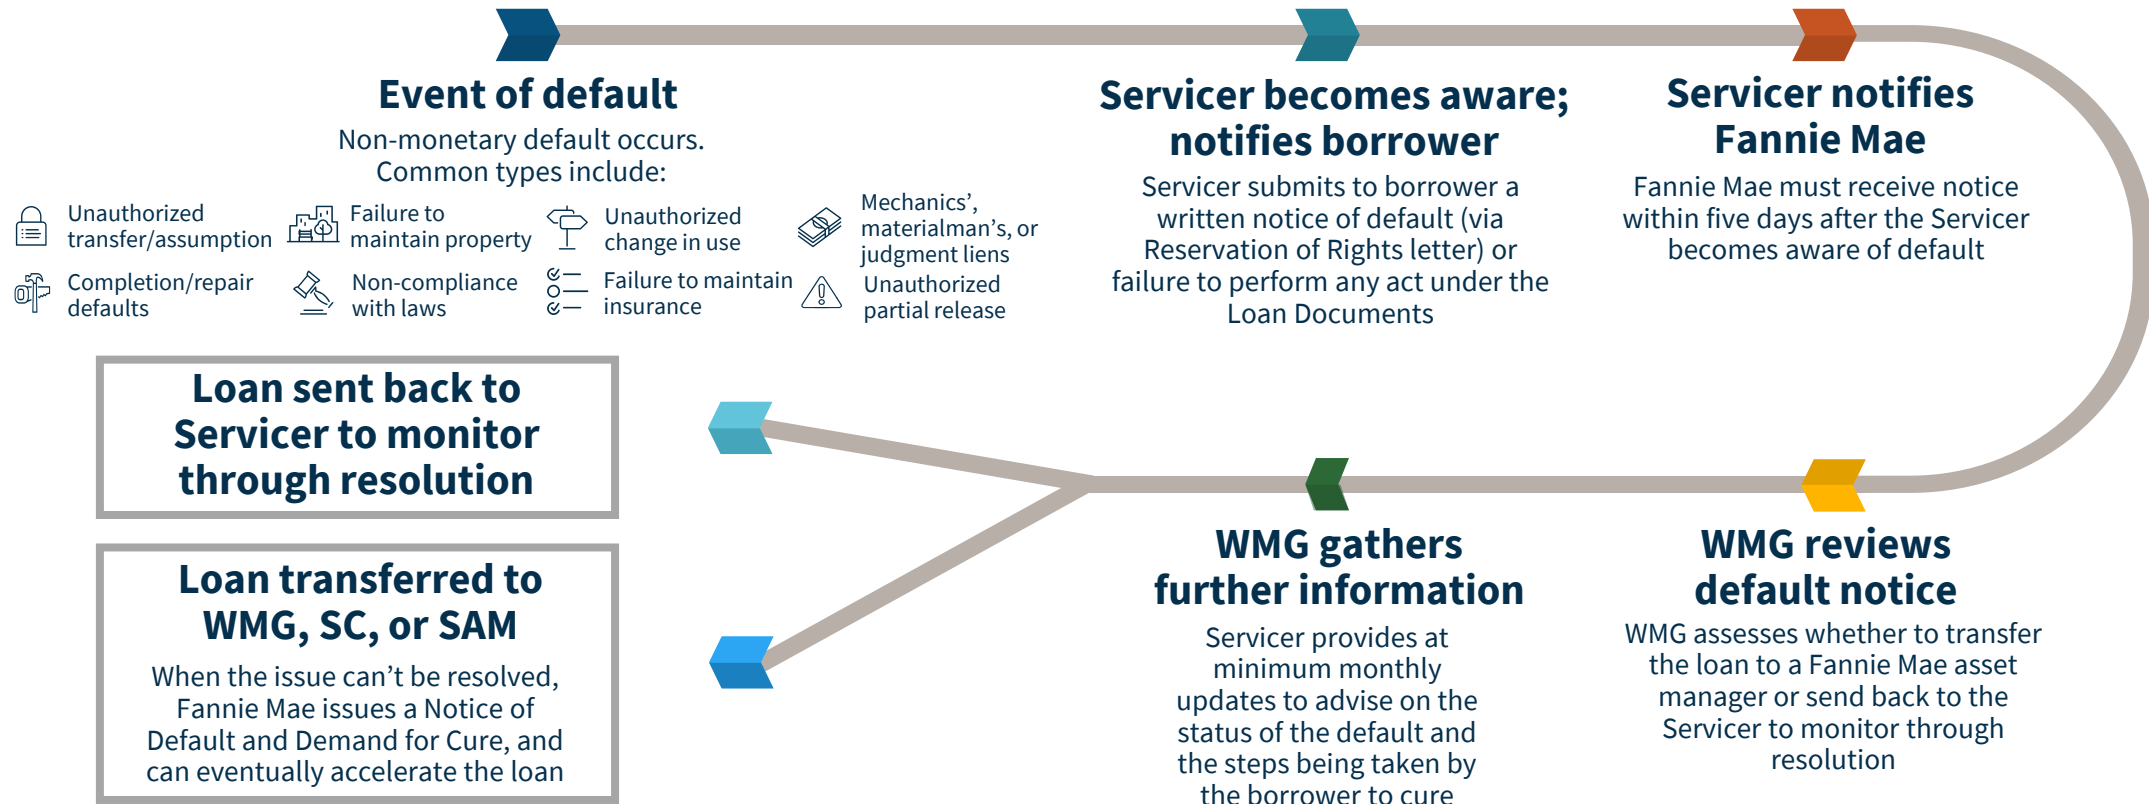 Event of default
Non-monetary default occurs.
Common types include:
Unauthorized
transfer/assumption
Failure to
maintain property
Unauthorized
change in use
Mechanics’,
materialman’s, or
judgment liens
Completion/repair
defaults
Non-compliance
with laws
Failure to maintain
insurance
Unauthorized
partial release
Servicer becomes aware;
notifies borrower
Servicer submits to borrower a
written notice of default (via
Reservation of Rights letter) or
failure to perform any act under the
Loan Documents
Servicer notifies
Fannie Mae
Fannie Mae must receive notice
within five days after the Servicer
becomes aware of default
WMG reviews
default notice
WMG assesses whether to transfer
the loan to a Fannie Mae asset
manager or send back to the
Servicer to monitor through
resolution
WMG gathers
further information
Servicer provides at
minimum monthly
updates to advise on the
status of the default and
the steps being taken by
the borrower to cure
Loan sent back to
Servicer to monitor
through resolution
Loan transferred to
WMG, SC, or SAM
When the issue can’t be resolved,
Fannie Mae issues a Notice of
Default and Demand for Cure, and
can eventually accelerate the loan